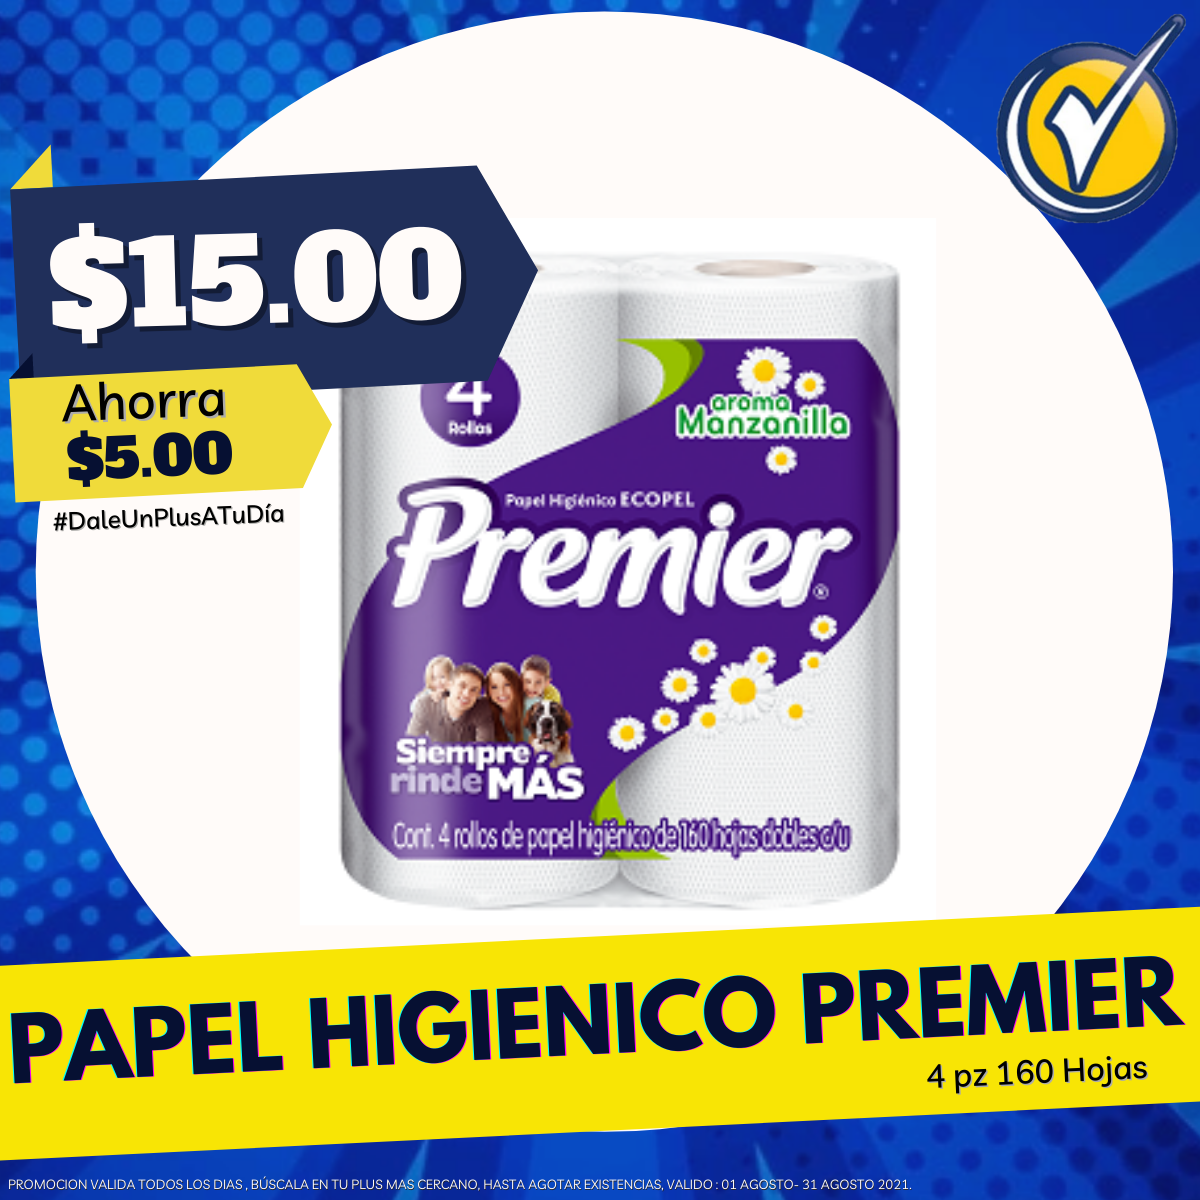 $15.00
Ahorra
$5.00
#DaleUnPlusATuDía
4
Rollos
aroma
Manzanilla
Papel Higiénico ECOPEL
Premier®
Siempre
rinde MÁS
Cont. 4 rollos de papel higiénico de 160 hojas dobles c/u
PAPEL HIGIENICO PREMIER
4 pz 160 Hojas
PROMOCION VALIDA TODOS LOS DIAS , BÚSCALA EN TU PLUS MAS CERCANO, HASTA AGOTAR EXISTENCIAS, VALIDO : 01 AGOSTO- 31 AGOSTO 2021.